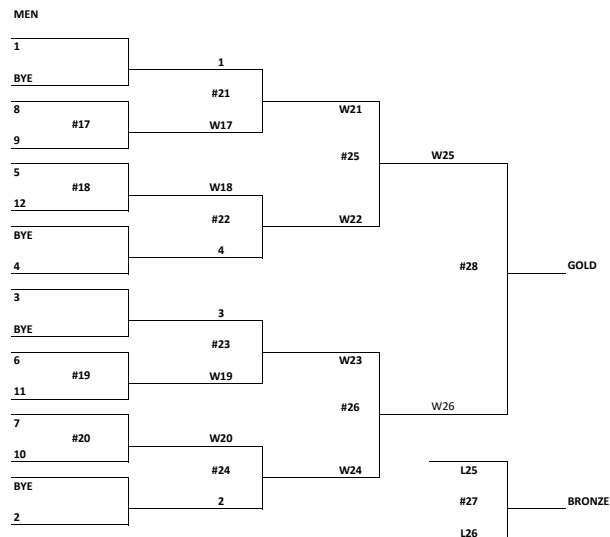 MEN
1
1
BYE
#21
8
W21
#17
W17
9
#25
W25
5
#18
W18
12
#22
W22
BYE
4
4
#28
GOLD
3
3
BYE
#23
6
W23
#19
W19
11
#26
W26
7
#20
W20
10
#24
W24
L25
BYE
2
#27
BRONZE
2
L26